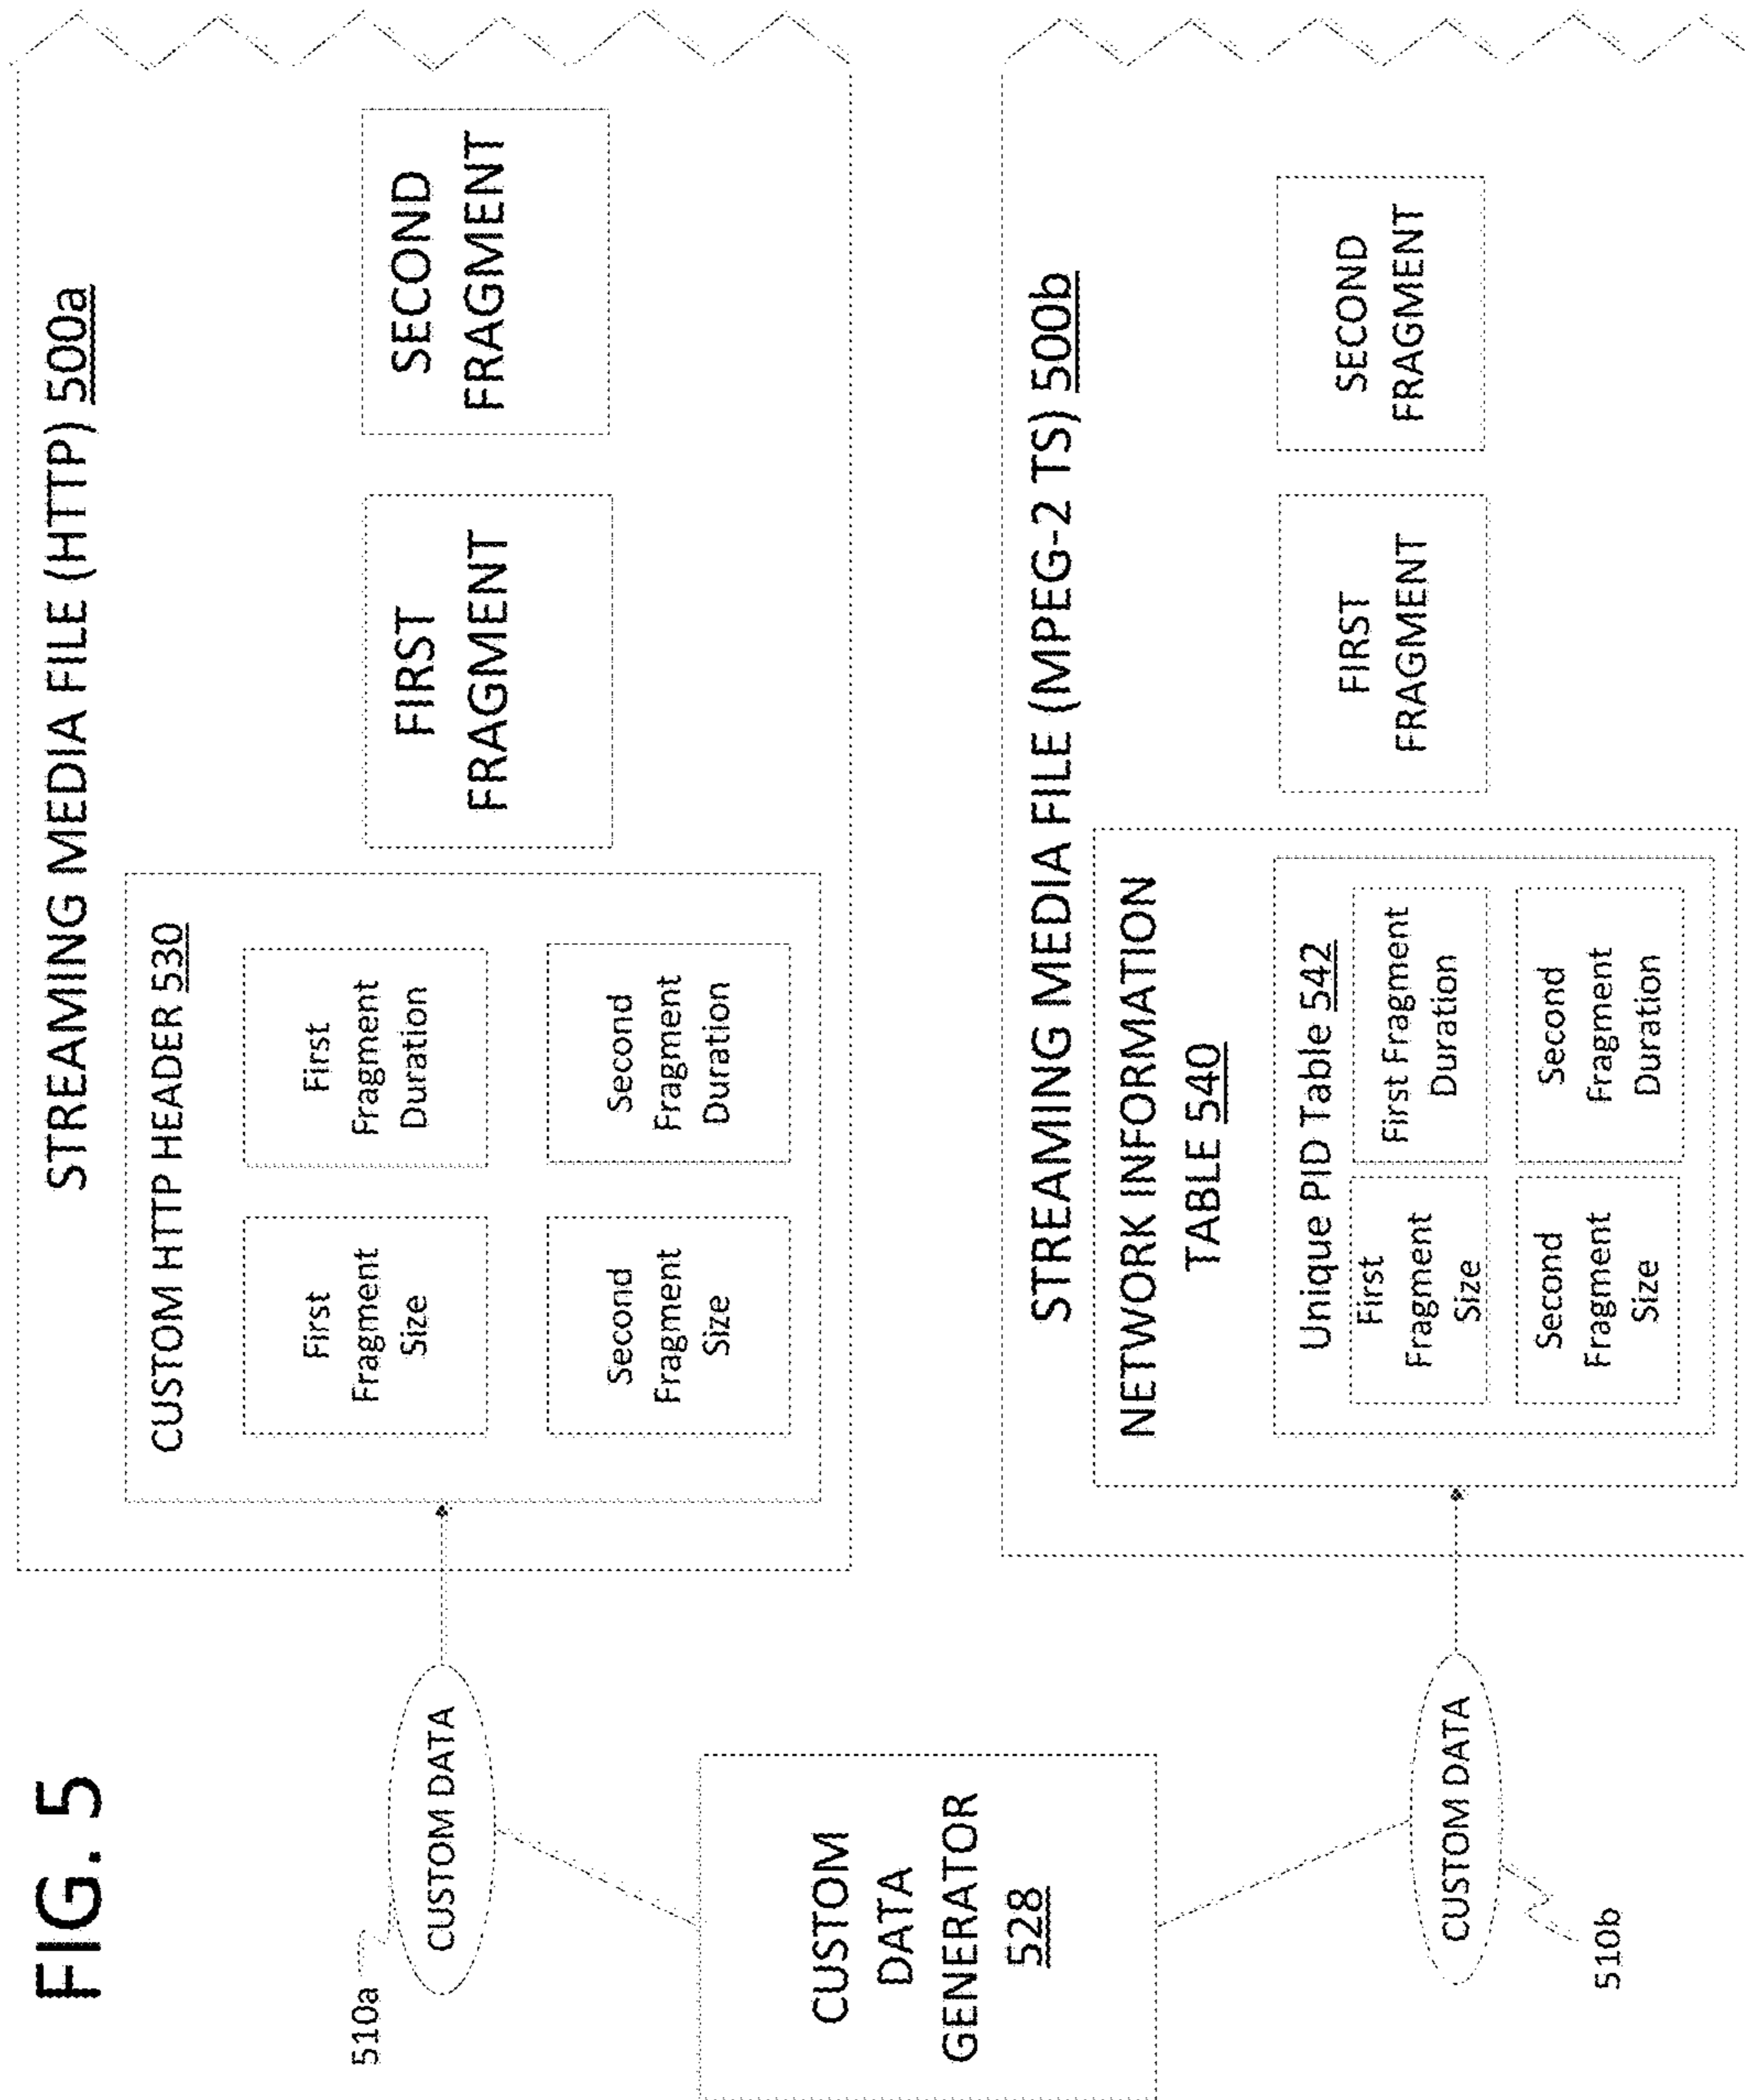 FIG. 5
STREAMING MEDIA FILE (HTTP) 500a
CUSTOM HTTP HEADER 530
First
Fragment
Size
First
Fragment
Duration
Second
Fragment
Size
Second
Fragment
Duration
FIRST
FRAGMENT
SECOND
FRAGMENT
510a
CUSTOM DATA
CUSTOM
DATA
GENERATOR
528
CUSTOM DATA
510b
STREAMING MEDIA FILE (MPEG-2 TS) 500b
NETWORK INFORMATION
TABLE 540
Unique PID Table 542
First
Fragment
Size
First Fragment
Duration
Second
Fragment
Size
Second
Fragment
Duration
FIRST
FRAGMENT
SECOND
FRAGMENT